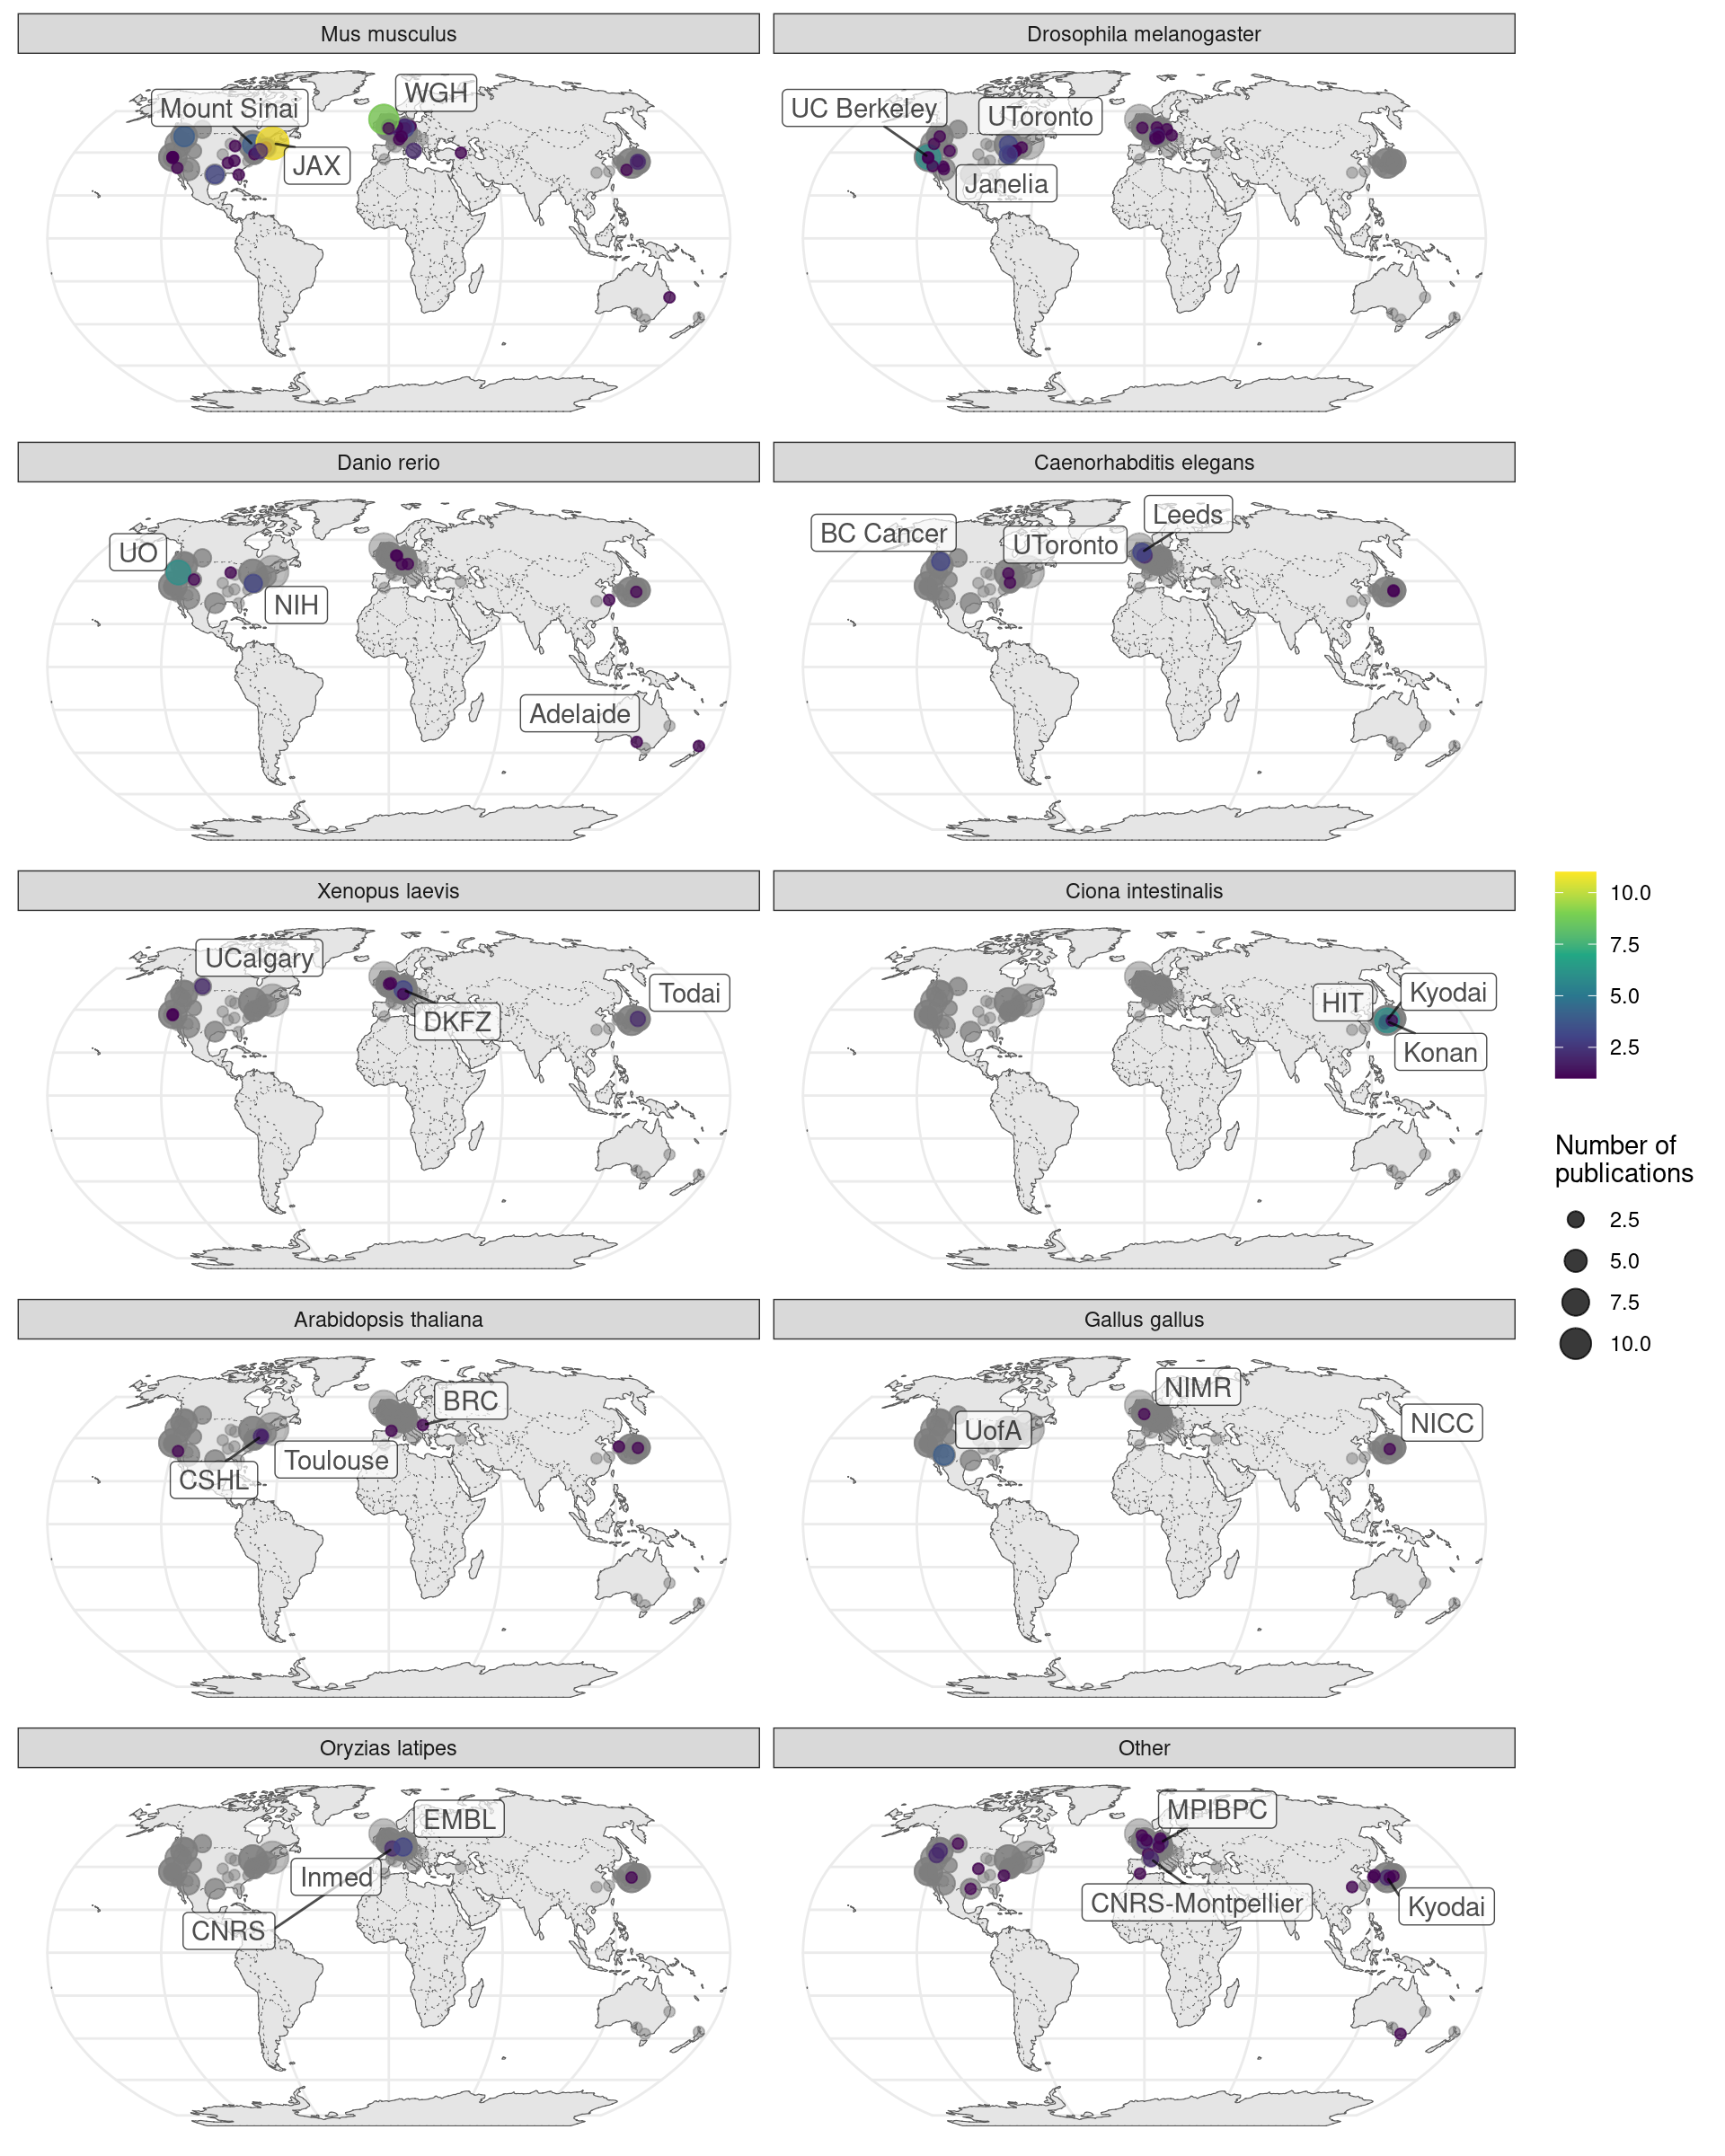 Mus musculus
Drosophila melanogaster
WGH
Mount Sinai
JAX
UC Berkeley
UToronto
Janelia
Danio rerio
Caenorhabditis elegans
UO
NIH
Adelaide
Leeds
BC Cancer
UToronto
Xenopus laevis
Ciona intestinalis
UCalgary
Todai
DKFZ
HIT
Kyodai
Konan
10.0
7.5
5.0
2.5
Number of
publications
2.5
5.0
7.5
10.0
Arabidopsis thaliana
Gallus gallus
BRC
Toulouse
CSHL
NIMR
UofA
NICC
Oryzias latipes
Other
EMBL
Inmed
CNRS
MPIBPC
CNRS-Montpellier
Kyodai